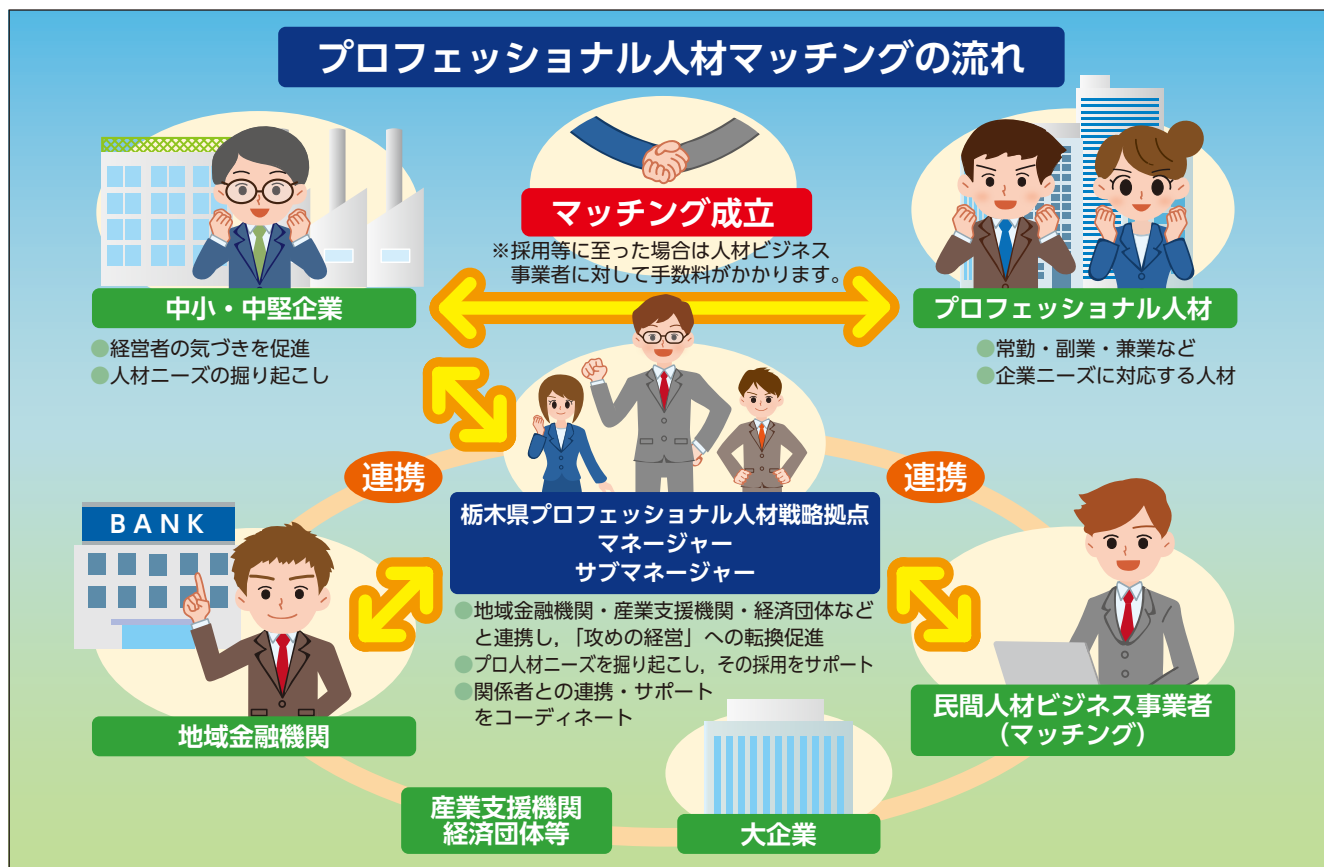 プロフェッショナル人材マッチングの流れ
マッチング成立
※採用等に至った場合は人材ビジネス
事業者に対して手数料がかかります。
中小・中堅企業
●経営者の気づきを促進
●人材ニーズの掘り起こし
プロフェッショナル人材
●常勤・副業・兼業など
●企業ニーズに対応する人材
連携
連携
BANK
地域金融機関
栃木県プロフェッショナル人材戦略拠点
マネージャー
サブマネージャー
●地域金融機関・産業支援機関・経済団体など
と連携し，「攻めの経営」への転換促進
●プロ人材ニーズを掘り起こし，その採用をサポート
●関係者との連携・サポート
をコーディネート
民間人材ビジネス事業者
（マッチング）
産業支援機関
経済団体等
大企業